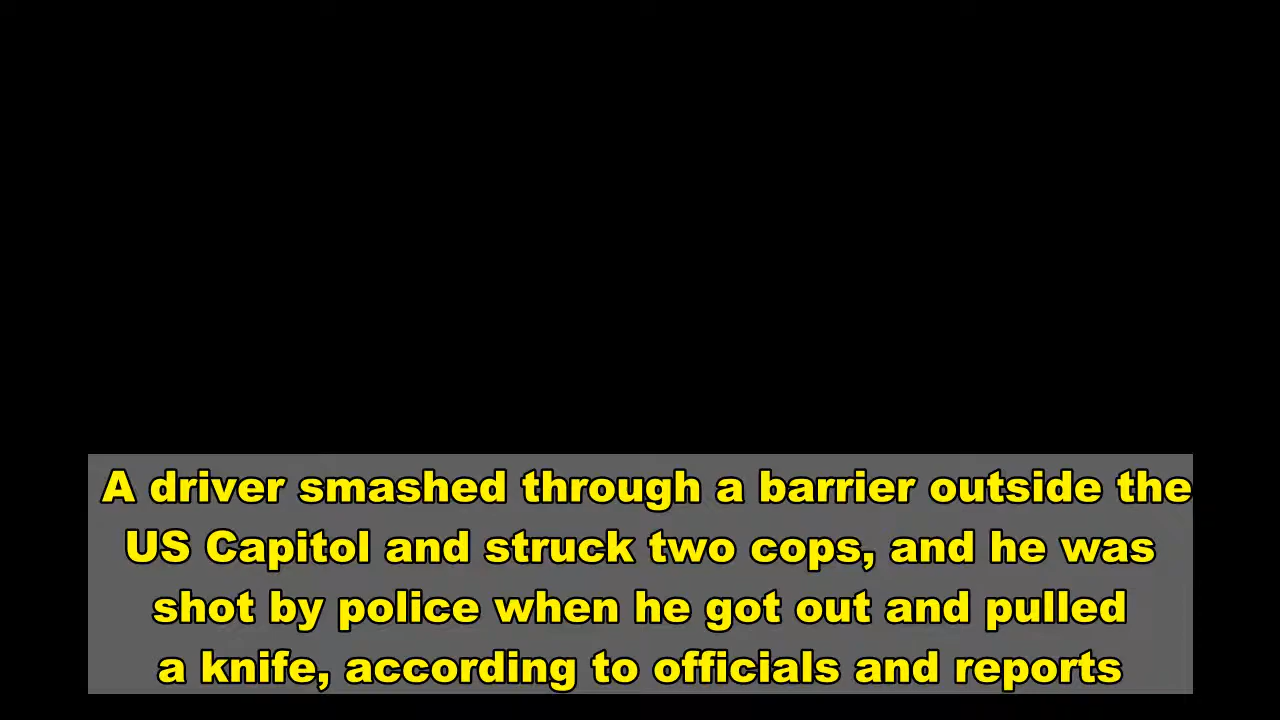 A driver smashed through a barrier outside the
US Capitol and struck two cops, and he was
shot by police when he got out and pulled
a knife, according to officials and reports